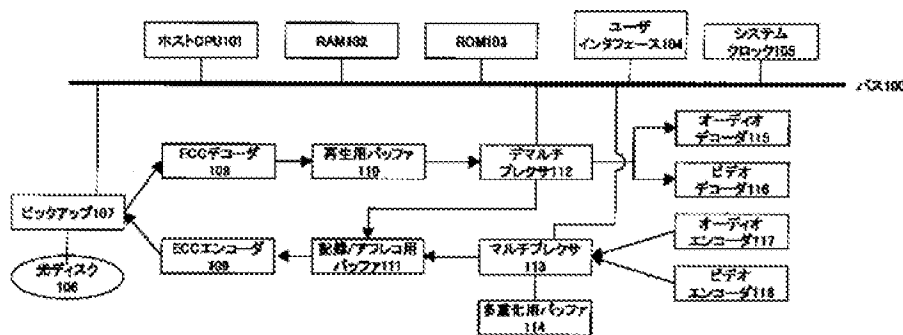 ホストCPU101
RAM102
ROM103
ユーザ
インタフェース104
システム
クロック105
バス100
ECCデコーダ
108
再生用バッファ
110
デマルチ
プレクサ112
オーディオ
デコーダ115
ビデオ
デコーダ116
ピックアップ107
光ディスク
106
ECCエンコーダ
109
記録/アフレコ用
バッファ111
マルチプレクサ
113
オーディオ
エンコーダ117
ビデオ
エンコーダ118
多重化用バッファ
114